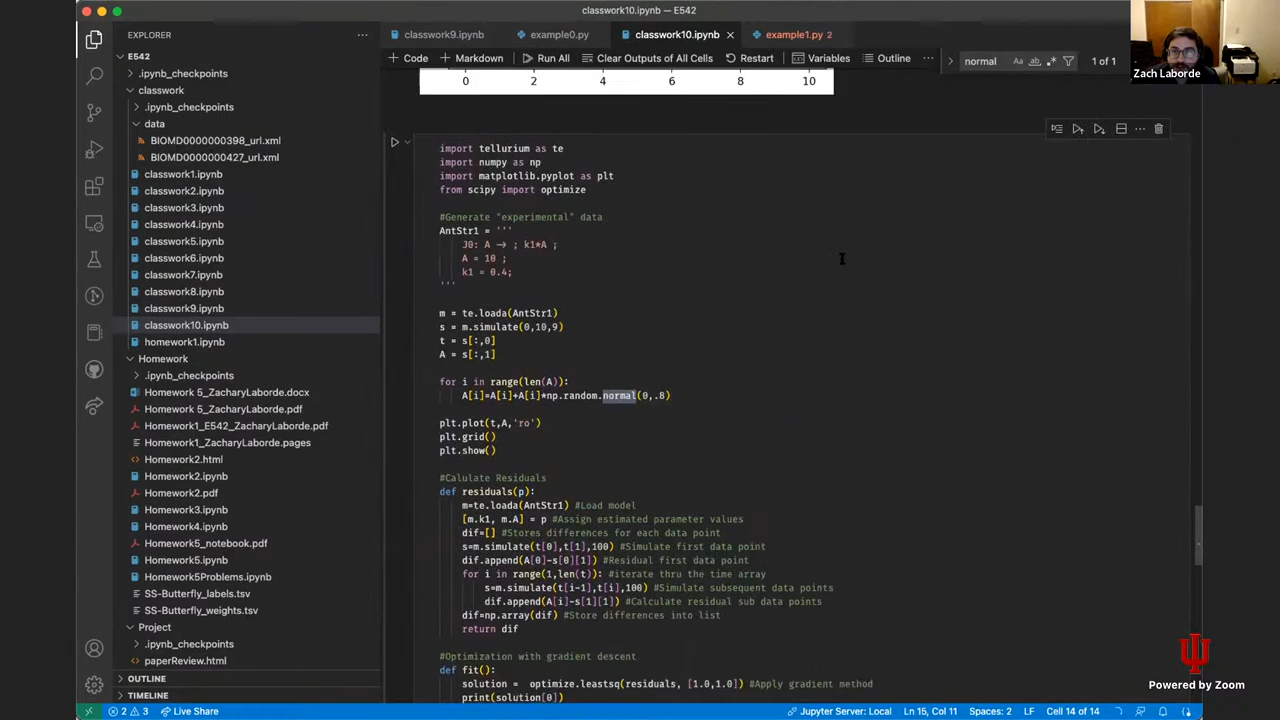 classwork10.ipynb — E542
EXPLORER
E542
.ipynb_checkpoints
classwork
.ipynb_checkpoints
data
BIOMD0000000398_url.xml
BIOMD0000000427_url.xml
classwork1.ipynb
classwork2.ipynb
classwork3.ipynb
classwork4.ipynb
classwork5.ipynb
classwork6.ipynb
classwork7.ipynb
classwork8.ipynb
classwork9.ipynb
classwork10.ipynb
homework1.ipynb
Homework
.ipynb_checkpoints
Homework 5_ZacharyLaborde.docx
Homework 5_ZacharyLaborde.pdf
Homework1_E542_ZacharyLaborde.pdf
Homework1_ZacharyLaborde.pages
Homework2.html
Homework2.ipynb
Homework2.pdf
Homework3.ipynb
Homework4.ipynb
Homework5_notebook.pdf
Homework5.ipynb
Homework5Problems.ipynb
SS-Butterfly_labels.tsv
SS-Butterfly_weights.tsv
Project
.ipynb_checkpoints
paperReview.html
OUTLINE
TIMELINE
classwork9.ipynb example0.py classwork10.ipynb example1.py 2
+ Code + Markdown Run All Clear Outputs of All Cells Restart Variables Outline ···
normal Aa ab .* 1 of 1
Zach Laborde
0 2 4 6 8 10
import tellurium as te
import numpy as np
import matplotlib.pyplot as plt
from scipy import optimize
#Generate "experimental" data
AntStr1 = '''
J0: A -> ; k1*A ;
A = 10 ;
k1 = 0.4;
'''
m = te.loada(AntStr1)
s = m.simulate(0,10,9)
t = s[:,0]
A = s[:,1]
for i in range(len(A)):
A[i]=A[i]+A[i]*np.random.normal(0,.8)
plt.plot(t,A,'ro')
plt.grid()
plt.show()
#Calulate Residuals
def residuals(p):
m=te.loada(AntStr1) #Load model
[m.k1, m.A] = p #Assign estimated parameter values
dif=[] #Stores differences for each data point
s=m.simulate(t[0],t[1],100) #Simulate first data point
dif.append(A[0]-s[0][1]) #Residual first data point
for i in range(1,len(t)): #iterate thru the time array
s=m.simulate(t[i-1],t[i],100) #Simulate subsequent data points
dif.append(A[i]-s[1][1]) #Calculate residual sub data points
dif=np.array(dif) #Store differences into list
return dif
#Optimization with gradient descent
def fit():
solution = optimize.leastsq(residuals, [1.0,1.0]) #Apply gradient method
print(solution[0])
Powered by Zoom
2 3 Live Share Jupyter Server: Local Ln 15, Col 11 Spaces: 2 LF Cell 14 of 14